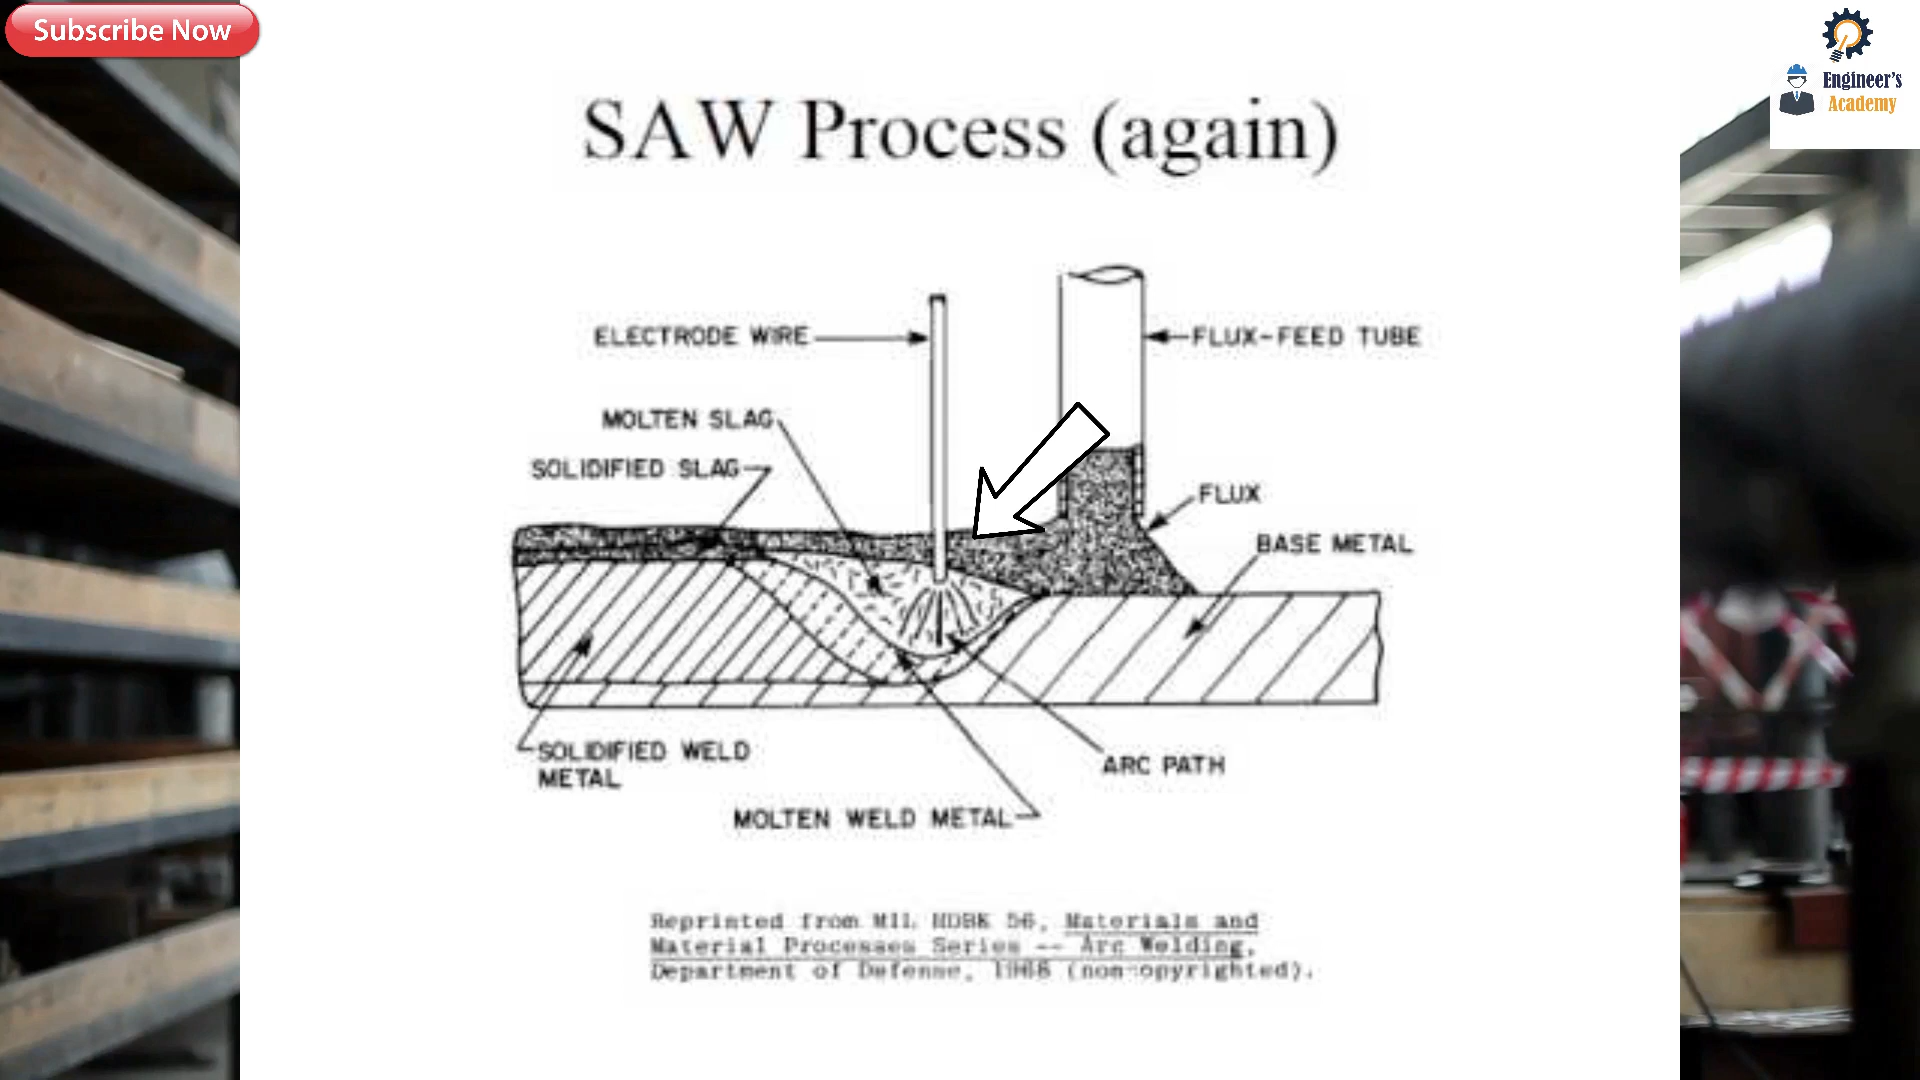 Subscribe Now
Engineer's
Academy
SAW Process (again)
ELECTRODE WIRE
FLUX-FEED TUBE
MOLTEN SLAG
SOLIDIFIED SLAG
FLUX
BASE METAL
SOLIDIFIED WELD
METAL
ARC PATH
MOLTEN WELD METAL
Reprinted from MIL HDBK 56, Materials and
Material Processes Series -- Arc Welding,
Department of Defense, 1968 (noncopyrighted).